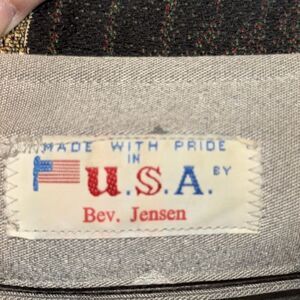 MADE WITH PRIDE
IN
U.S.A. BY
Bev. Jensen